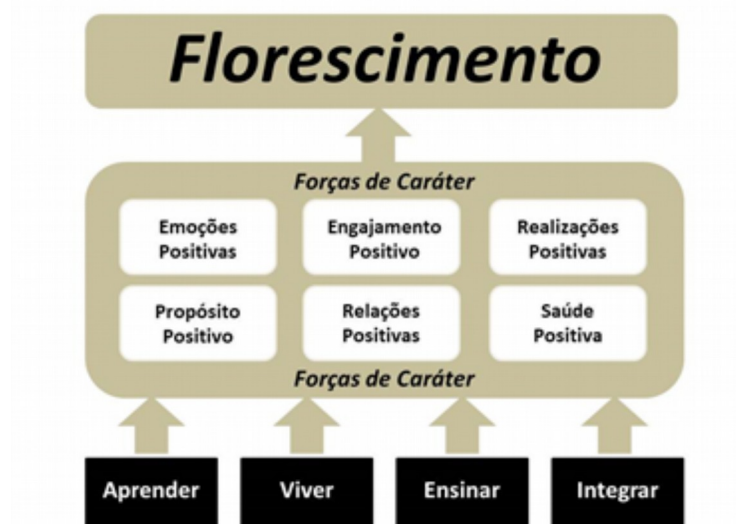 Florescimento
Forças de Caráter
Emoções
Positivas
Engajamento
Positivo
Realizações
Positivas
Propósito
Positivo
Relações
Positivas
Saúde
Positiva
Forças de Caráter
Aprender
Viver
Ensinar
Integrar